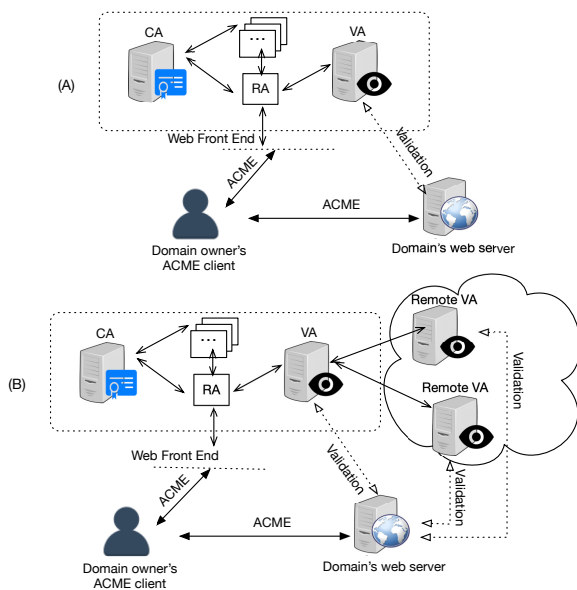 CA
...
VA
(A)
RA
Web Front End
Validation
ACME
ACME
Domain owner's
ACME client
Domain's web server
Remote VA
CA
...
VA
(B)
RA
Remote VA
Validation
Web Front End
Validation
Validation
ACME
ACME
Domain owner's
ACME client
Domain's web server